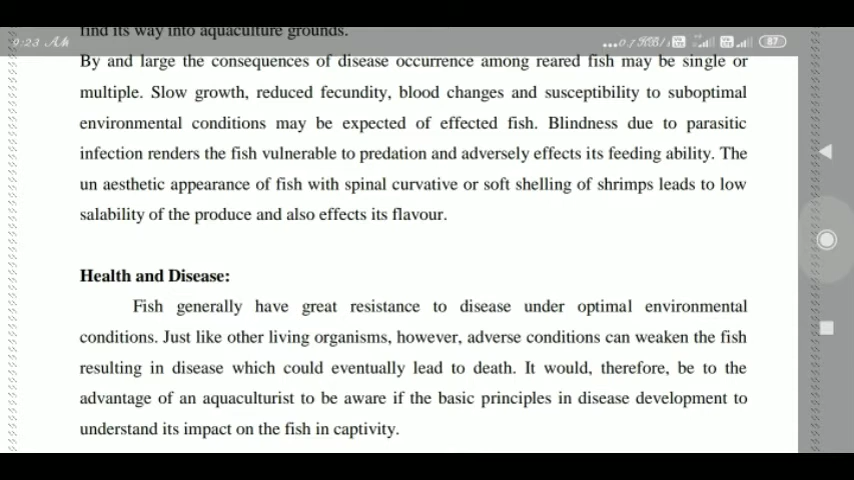 find its way into aquaculture grounds.
0:23 AM ...0.7 KB/s 87
By and large the consequences of disease occurrence among reared fish may be single or
multiple. Slow growth, reduced fecundity, blood changes and susceptibility to suboptimal
environmental conditions may be expected of effected fish. Blindness due to parasitic
infection renders the fish vulnerable to predation and adversely effects its feeding ability. The
un aesthetic appearance of fish with spinal curvative or soft shelling of shrimps leads to low
salability of the produce and also effects its flavour.
Health and Disease:
Fish generally have great resistance to disease under optimal environmental
conditions. Just like other living organisms, however, adverse conditions can weaken the fish
resulting in disease which could eventually lead to death. It would, therefore, be to the
advantage of an aquaculturist to be aware if the basic principles in disease development to
understand its impact on the fish in captivity.